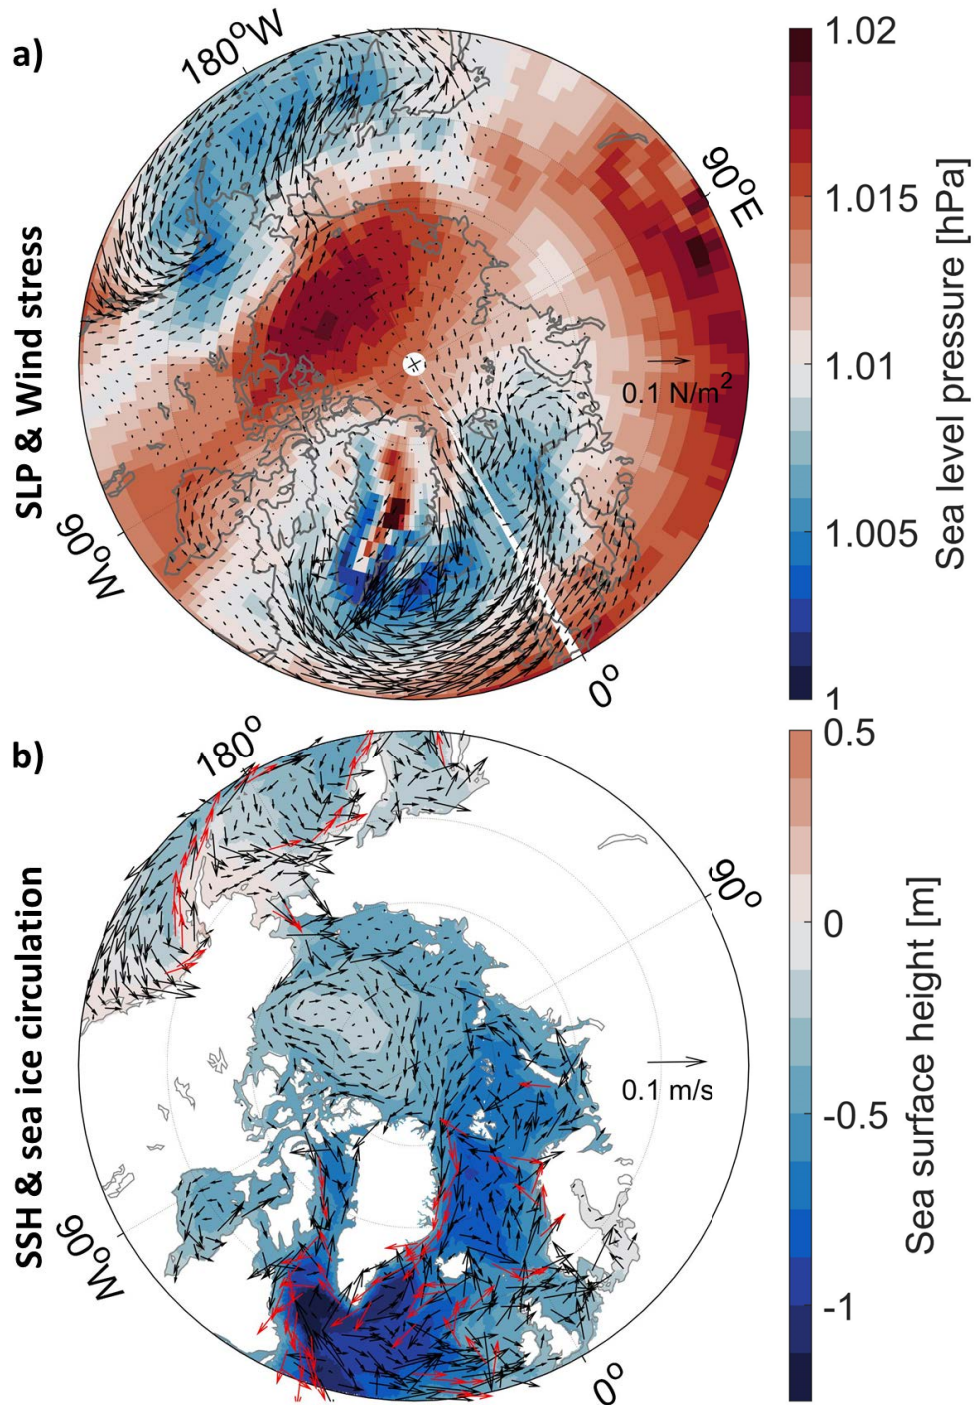 a)
180°W
90°E
0.1 N/m²
90°W
0°
SLP & Wind stress
1.02
1.015
1.01
1.005
1
Sea level pressure [hPa]
b)
180°
90°
0.1 m/s
90°W
0°
SSH & sea ice circulation
0.5
0
-0.5
-1
Sea surface height [m]